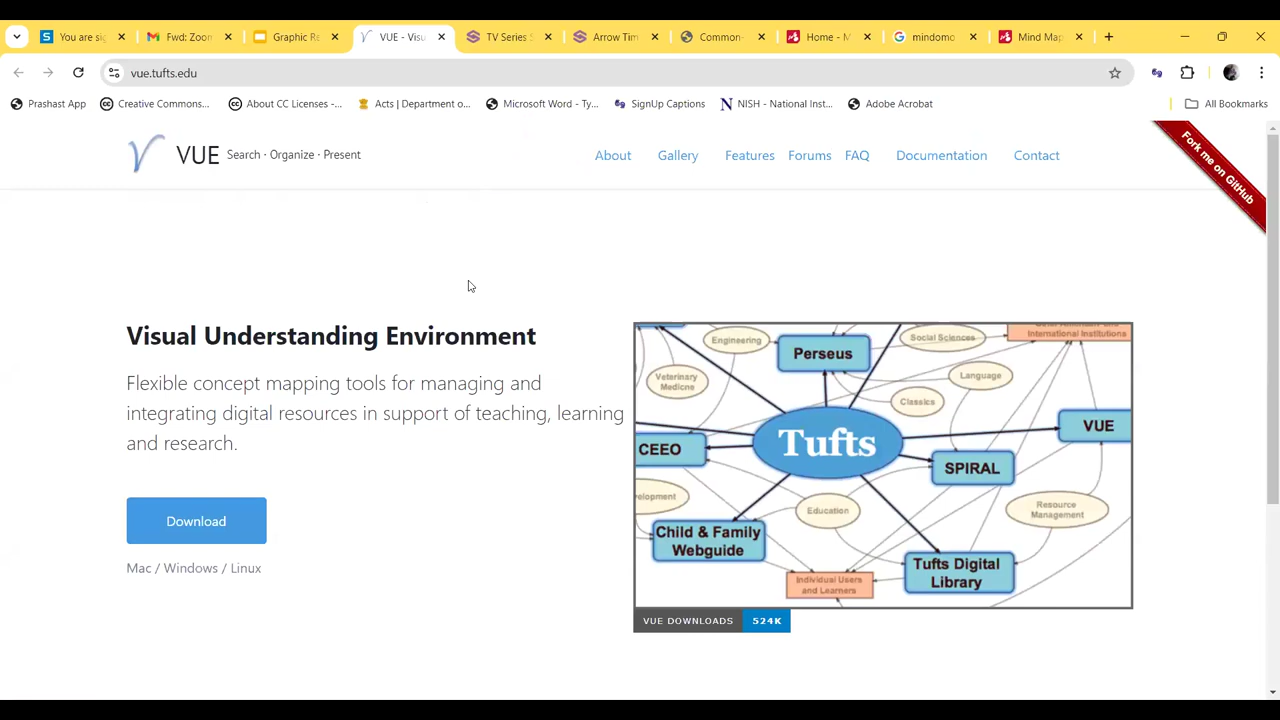 You are sig
Fwd: Zoom
Graphic Re
VUE - Visu
TV Series S
Arrow Tim
Common-
Home - M
mindomo
Mind Map
vue.tufts.edu
Prashast App
Creative Commons...
About CC Licenses -...
Acts | Department o...
Microsoft Word - Ty...
SignUp Captions
NISH - National Inst...
Adobe Acrobat
All Bookmarks
VUE Search · Organize · Present
About
Gallery
Features
Forums
FAQ
Documentation
Contact
Fork me on GitHub
Visual Understanding Environment
Flexible concept mapping tools for managing and
integrating digital resources in support of teaching, learning
and research.
Download
Mac / Windows / Linux
Engineering
Perseus
Social Sciences
and Institutions
International Institutions
Veterinary
Medicine
Language
Classics
Tufts
VUE
CEEO
SPIRAL
elopment
Education
Resource
Management
Child & Family
Webguide
Tufts Digital
Library
Individual Users
and Learners
VUE DOWNLOADS 524K